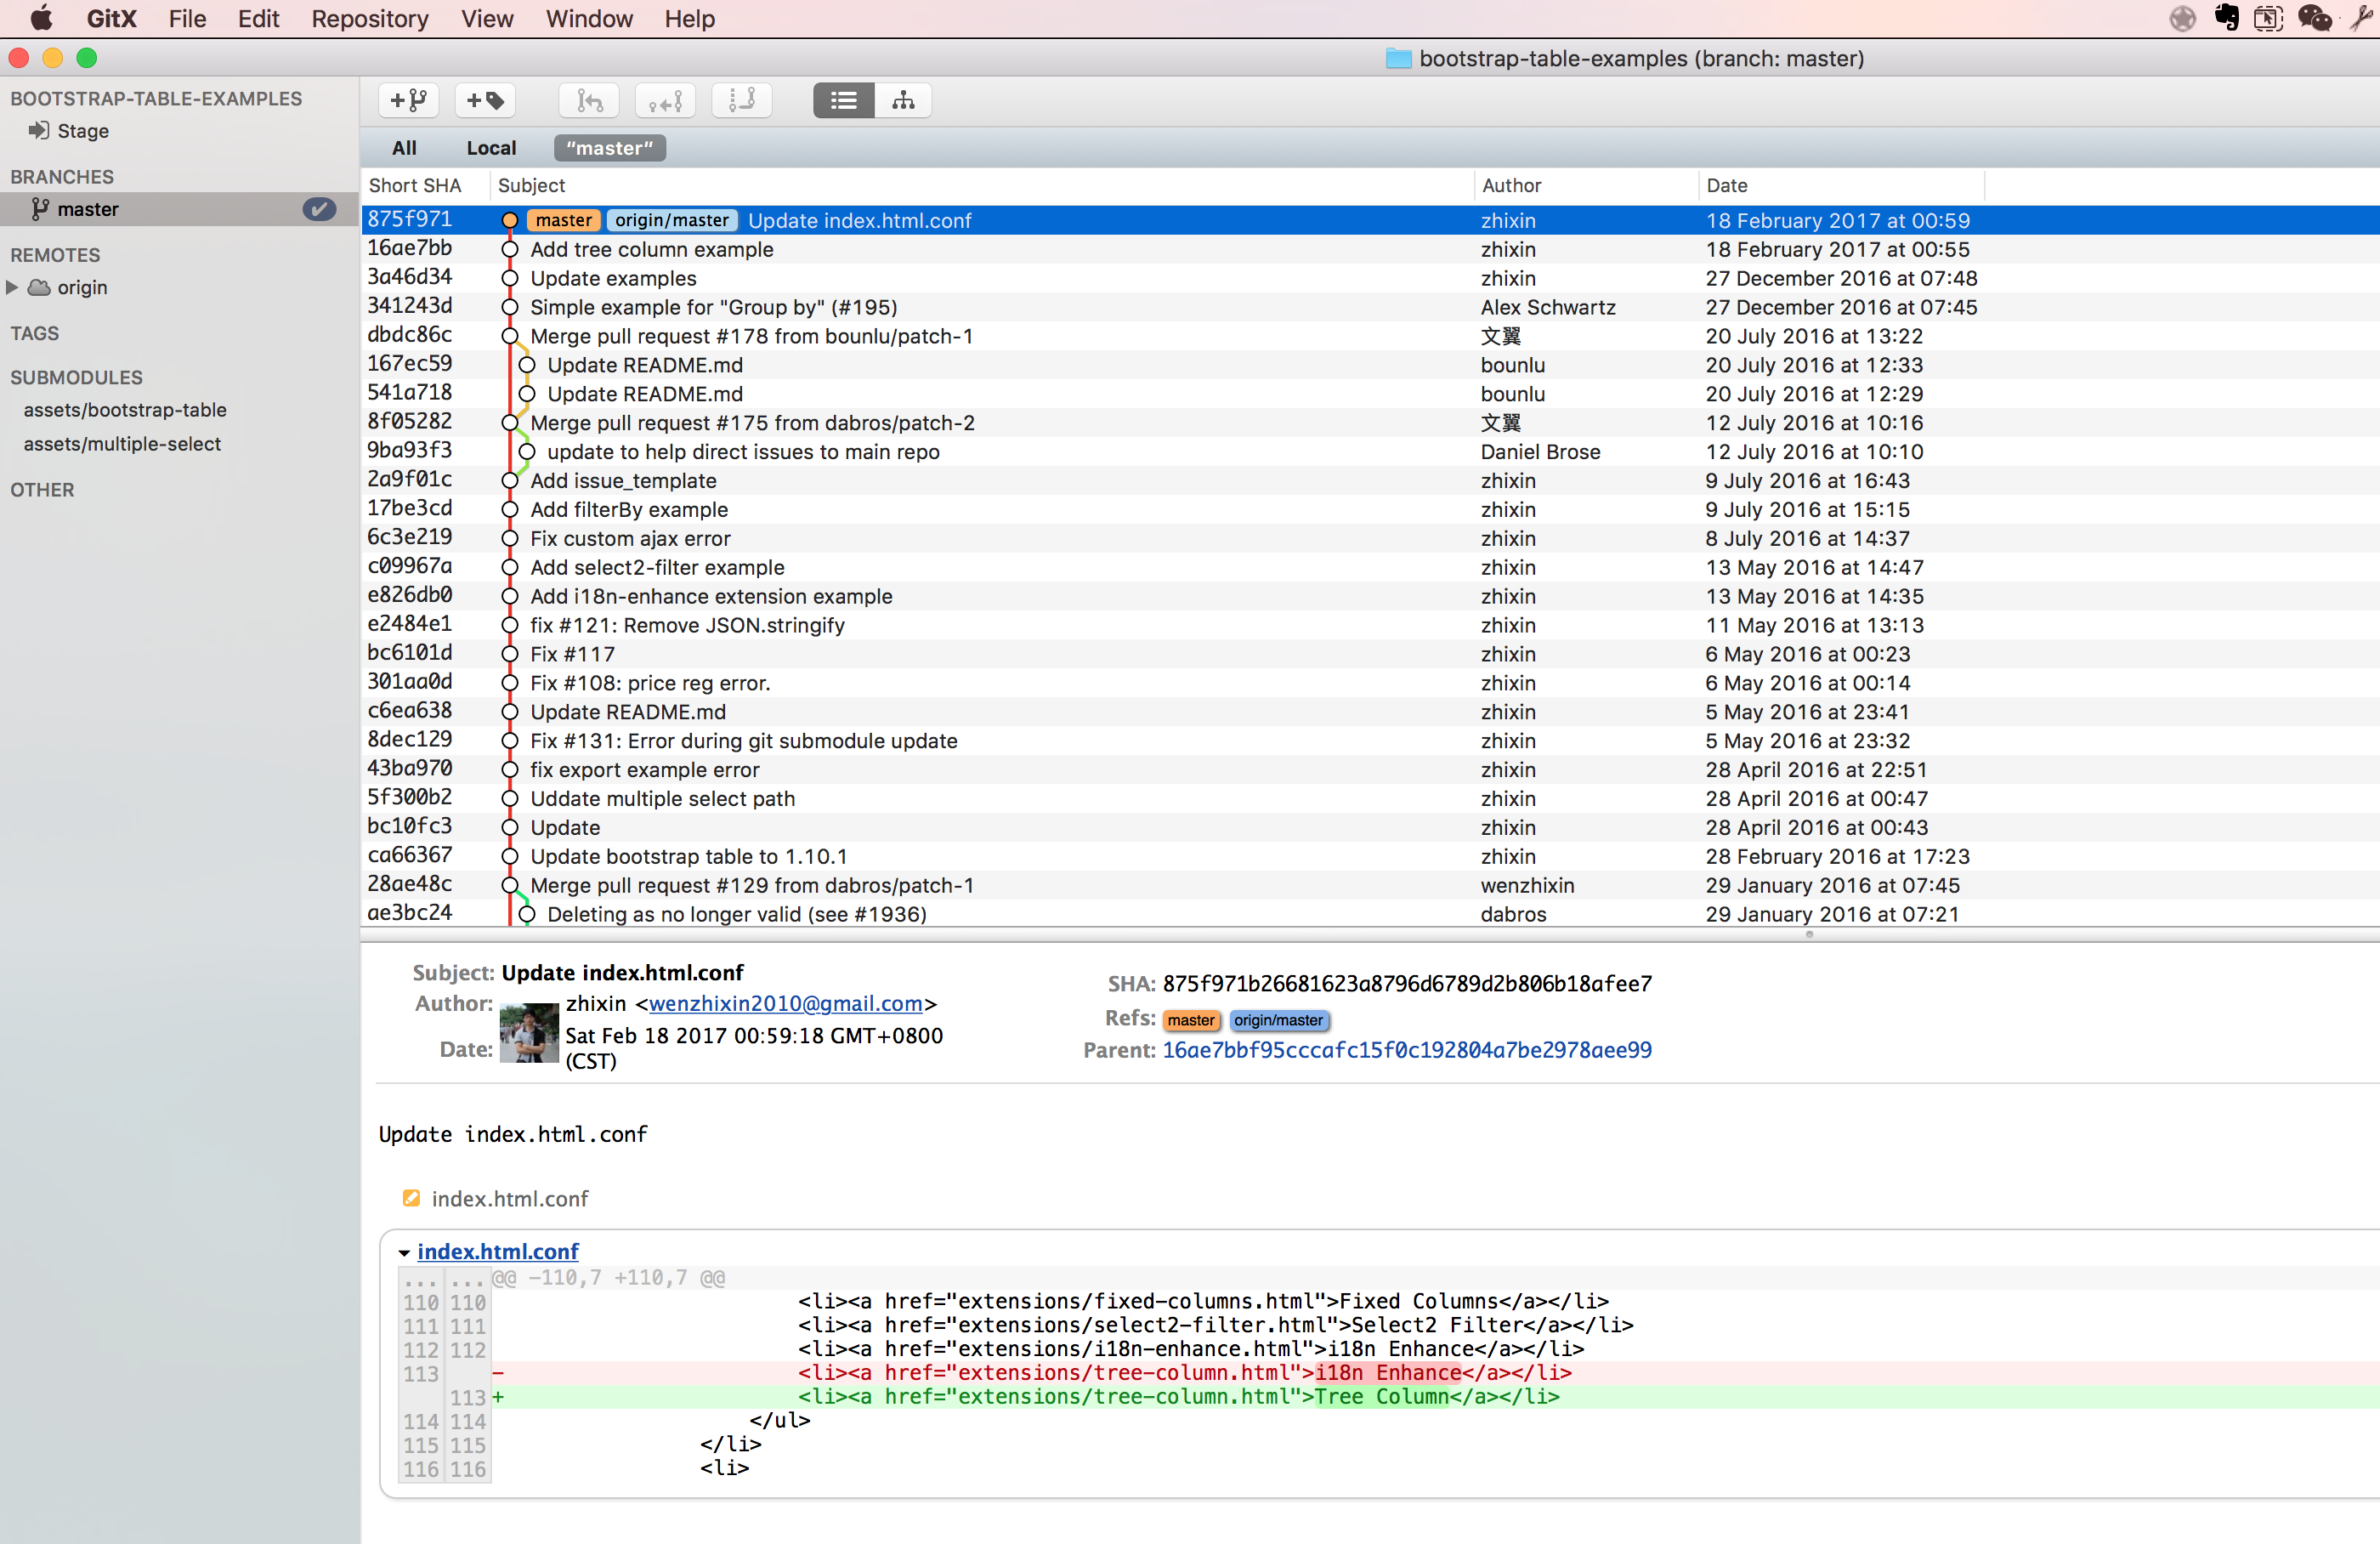 GitX File Edit Repository View Window Help
bootstrap-table-examples (branch: master)
BOOTSTRAP-TABLE-EXAMPLES
Stage
BRANCHES
master
REMOTES
origin
TAGS
SUBMODULES
assets/bootstrap-table
assets/multiple-select
OTHER
All Local “master”
Short SHA Subject Author Date
875f971 master origin/master Update index.html.conf zhixin 18 February 2017 at 00:59
16ae7bb Add tree column example zhixin 18 February 2017 at 00:55
3a46d34 Update examples zhixin 27 December 2016 at 07:48
341243d Simple example for "Group by" (#195) Alex Schwartz 27 December 2016 at 07:45
dbdc86c Merge pull request #178 from bounlu/patch-1 文翼 20 July 2016 at 13:22
167ec59 Update README.md bounlu 20 July 2016 at 12:33
541a718 Update README.md bounlu 20 July 2016 at 12:29
8f05282 Merge pull request #175 from dabros/patch-2 文翼 12 July 2016 at 10:16
9ba93f3 update to help direct issues to main repo Daniel Brose 12 July 2016 at 10:10
2a9f01c Add issue_template zhixin 9 July 2016 at 16:43
17be3cd Add filterBy example zhixin 9 July 2016 at 15:15
6c3e219 Fix custom ajax error zhixin 8 July 2016 at 14:37
c09967a Add select2-filter example zhixin 13 May 2016 at 14:47
e826db0 Add i18n-enhance extension example zhixin 13 May 2016 at 14:35
e2484e1 fix #121: Remove JSON.stringify zhixin 11 May 2016 at 13:13
bc6101d Fix #117 zhixin 6 May 2016 at 00:23
301aa0d Fix #108: price reg error. zhixin 6 May 2016 at 00:14
c6ea638 Update README.md zhixin 5 May 2016 at 23:41
8dec129 Fix #131: Error during git submodule update zhixin 5 May 2016 at 23:32
43ba970 fix export example error zhixin 28 April 2016 at 22:51
5f300b2 Uddate multiple select path zhixin 28 April 2016 at 00:47
bc10fc3 Update zhixin 28 April 2016 at 00:43
ca66367 Update bootstrap table to 1.10.1 zhixin 28 February 2016 at 17:23
28ae48c Merge pull request #129 from dabros/patch-1 wenzhixin 29 January 2016 at 07:45
ae3bc24 Deleting as no longer valid (see #1936) dabros 29 January 2016 at 07:21
Subject: Update index.html.conf
Author: zhixin <wenzhixin2010@gmail.com>
Date: Sat Feb 18 2017 00:59:18 GMT+0800
(CST)
SHA: 875f971b26681623a8796d6789d2b806b18afee7
Refs: master origin/master
Parent: 16ae7bbf95cccafc15f0c192804a7be2978aee99
Update index.html.conf
index.html.conf
index.html.conf
... ... @@ -110,7 +110,7 @@
110 110 <li><a href="extensions/fixed-columns.html">Fixed Columns</a></li>
111 111 <li><a href="extensions/select2-filter.html">Select2 Filter</a></li>
112 112 <li><a href="extensions/i18n-enhance.html">i18n Enhance</a></li>
113 - <li><a href="extensions/tree-column.html">i18n Enhance</a></li>
113 + <li><a href="extensions/tree-column.html">Tree Column</a></li>
114 114 </ul>
115 115 </li>
116 116 <li>